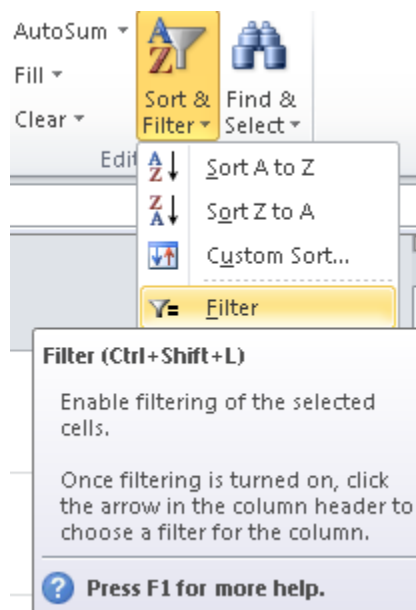 AutoSum
Fill
Clear
Sort &
Filter
Find &
Select
Edit
Sort A to Z
Sort Z to A
Custom Sort...
Filter
Filter (Ctrl+Shift+L)
Enable filtering of the selected
cells.
Once filtering is turned on, click
the arrow in the column header to
choose a filter for the column.
Press F1 for more help.